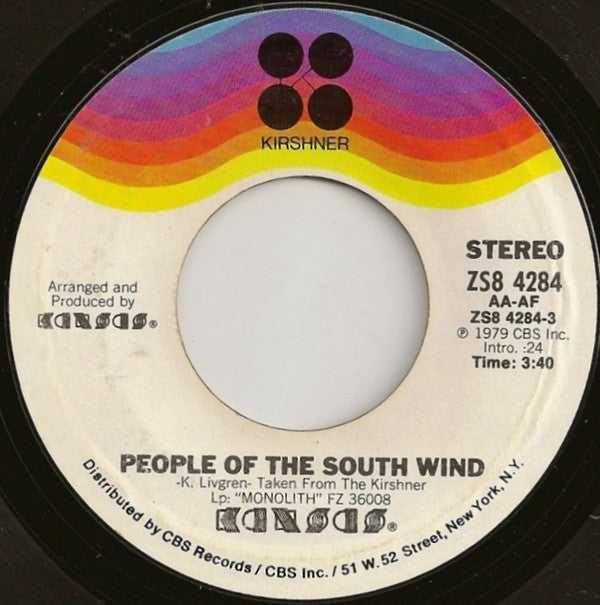 KIRSHNER
STEREO
ZS8 4284
AA-AF
ZS8 4284-3
℗ 1979 CBS Inc.
Intro. :24
Time: 3:40
Arranged and
Produced by
KANSAS®
PEOPLE OF THE SOUTH WIND
-K. Livgren- Taken From The Kirshner
Lp: "MONOLITH" FZ 36008
KANSAS®
Distributed by CBS Records / CBS Inc. / 51 W. 52 Street, New York, N.Y.